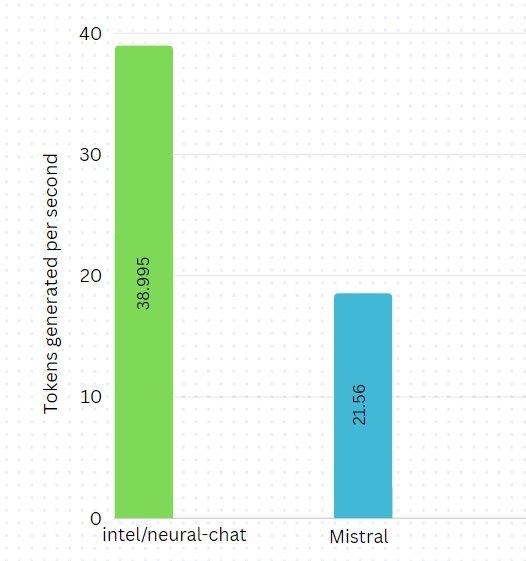 40
30
20
10
0
Tokens generated per second
38.995
21.56
intel/neural-chat
Mistral